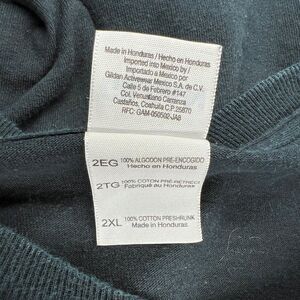 Made in Honduras / Hecho en Honduras
Imported into Mexico by /
Importado a Mexico por
Gildan Activewear Mexico S.A. de C.V.
Calle 5 de Febrero #147
Col. Venustiano Carranza
Castaños, Coahuila C.P. 25870
RFC: GAM-050502-JA8
2EG 100% ALGODON PRE-ENCOGIDO
Hecho en Honduras
2TG 100% COTON PRE-RETRECI
Fabriqué au Honduras
2XL 100% COTTON PRESHRUNK
Made in Honduras